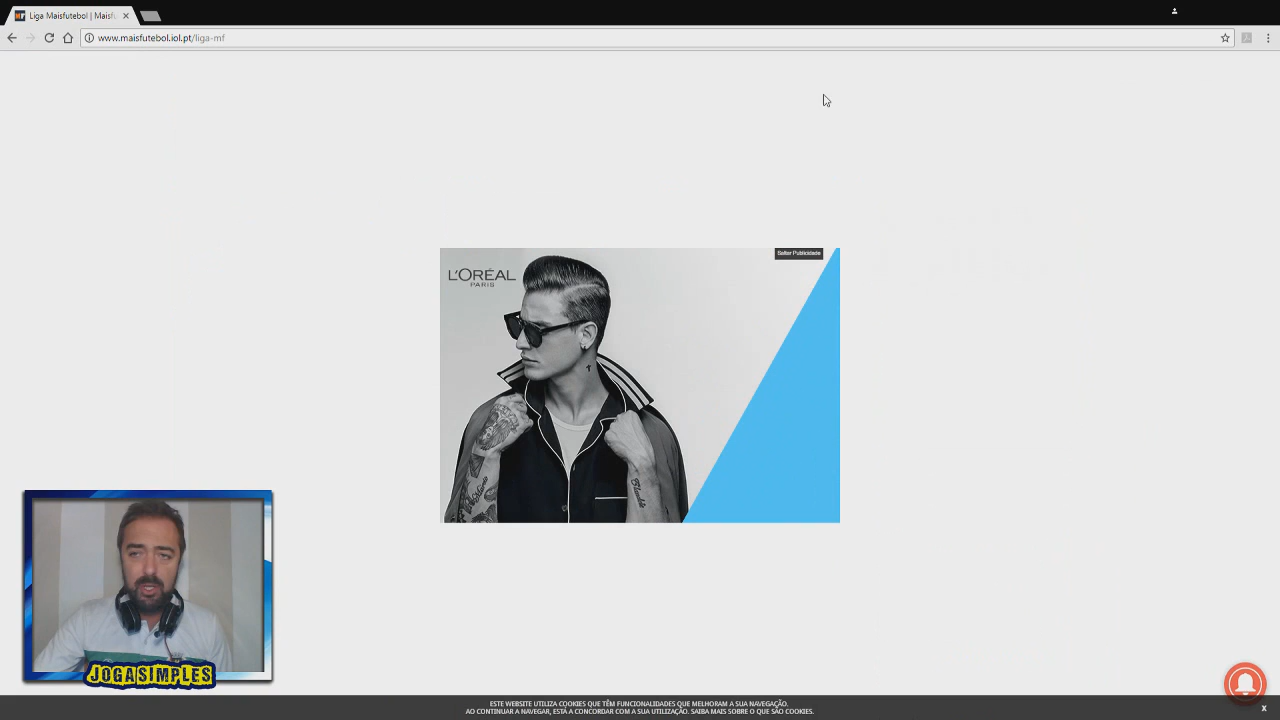 Liga Maisfutebol | Maisfu
www.maisfutebol.iol.pt/liga-mf
Saltar Publicidade
L'ORÉAL
PARIS
JOGA SIMPLES
ESTE WEBSITE UTILIZA COOKIES QUE TÊM FUNCIONALIDADES QUE MELHORAM A SUA NAVEGAÇÃO.
AO CONTINUAR A NAVEGAR, ESTÁ A CONCORDAR COM A SUA UTILIZAÇÃO. SAIBA MAIS SOBRE O QUE SÃO COOKIES.
X